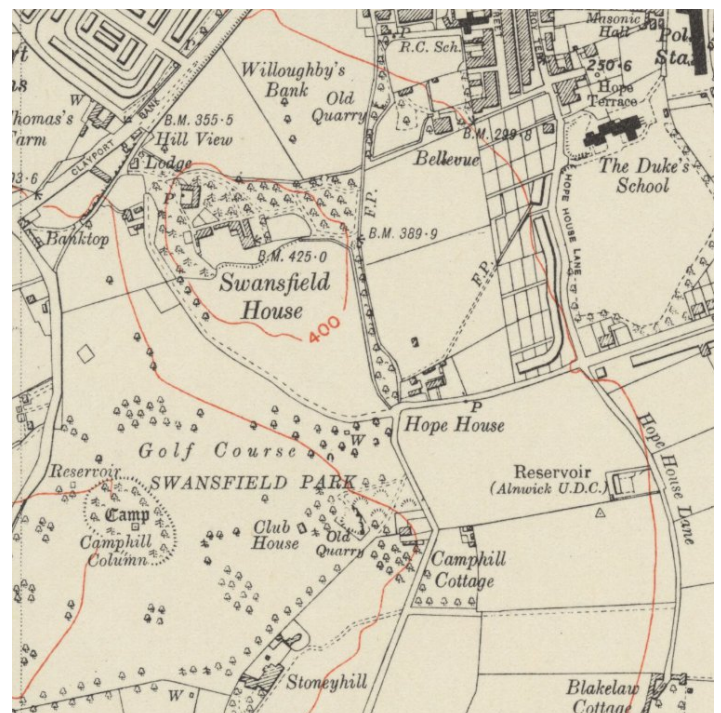 Masonic
Hall
Pol.
Sta.
R.C. Sch.
STREET
P
Willoughby's
Bank
Old
Quarry
250·6
Hope
Terrace
W
BANK
B.M. 355·5
B.M. 299·8
Thomas's
Farm
Hill View
CLAYPORT
Lodge
Bellevue
The Duke's
School
P
F.P.
HOPE HOUSE LANE
Banktop
B.M. 389·9
B.M. 425·0
Swansfield
House
F.P.
400
Hope House
P
W
Golf Course
Reservoir
SWANSFIELD PARK
Reservoir
(Alnwick U.D.C.)
Hope House Lane
Camp
Camphill
Column
Club
House
Old
Quarry
Camphill
Cottage
Stoneyhill
W
Blakelaw
Cottage